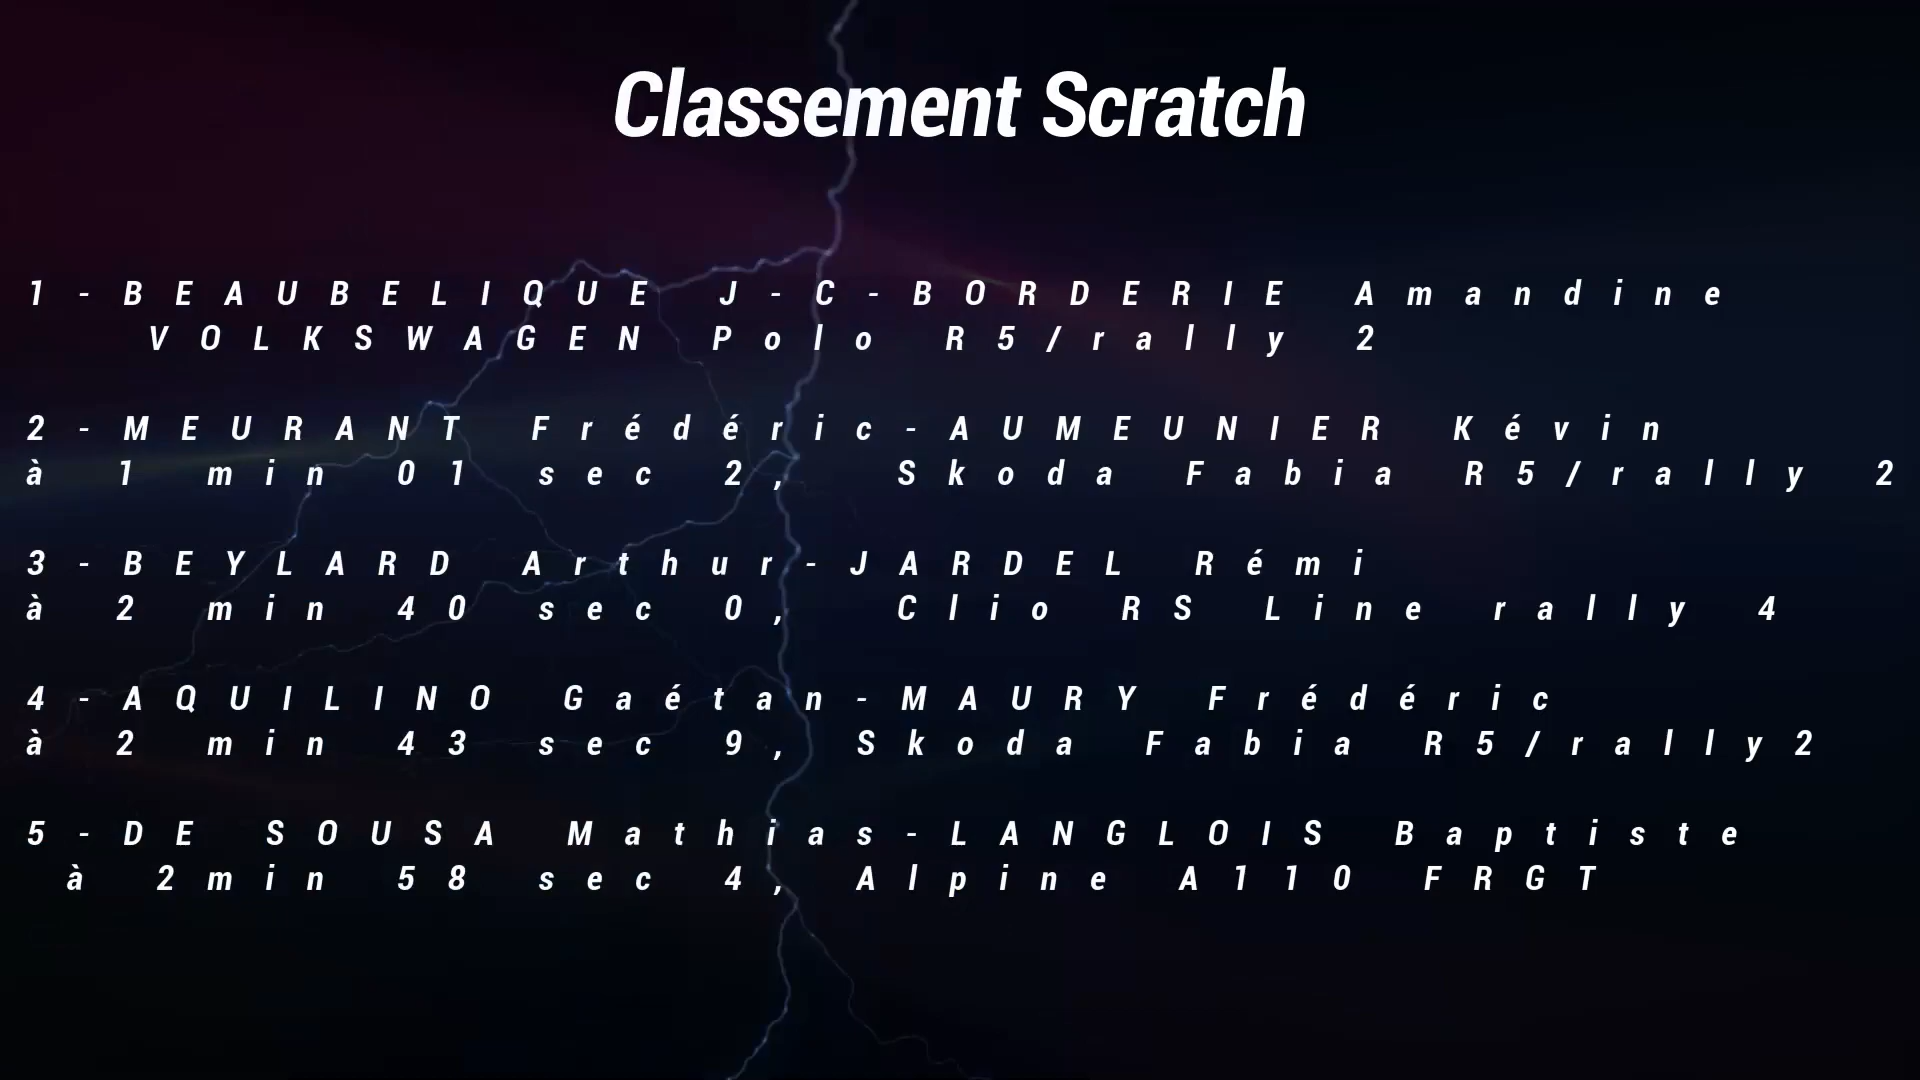 Classement Scratch
1 - BEAUBELIQUE J-C-BORDERIE Amandine
VOLKSWAGEN Polo R5/rally 2
2 - MEURANT Frédéric-AUMEUNIER Kévin
à 1 min 01 sec 2, Skoda Fabia R5/rally 2
3 - BEYLARD Arthur-JARDEL Rémi
à 2 min 40 sec 0, Clio RS Line rally 4
4 - AQUILINO Gaétan-MAURY Frédéric
à 2 min 43 sec 9, Skoda Fabia R5/rally2
5 - DE SOUSA Mathias-LANGLOIS Baptiste
à 2min 58 sec 4, Alpine A110 FRGT